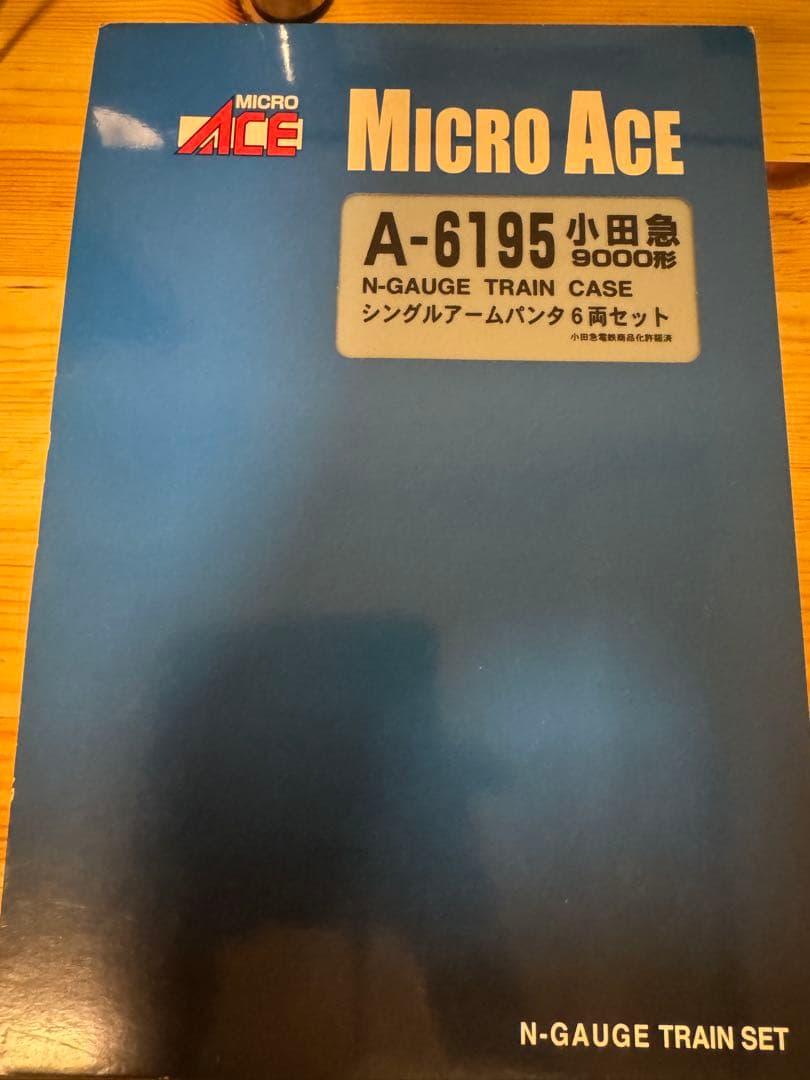 MICRO
ACE
MICRO ACE
A-6195 小田急
9000形
N-GAUGE TRAIN CASE
シングルアームパンタ6両セット
小田急電鉄商品化許諾済
N-GAUGE TRAIN SET